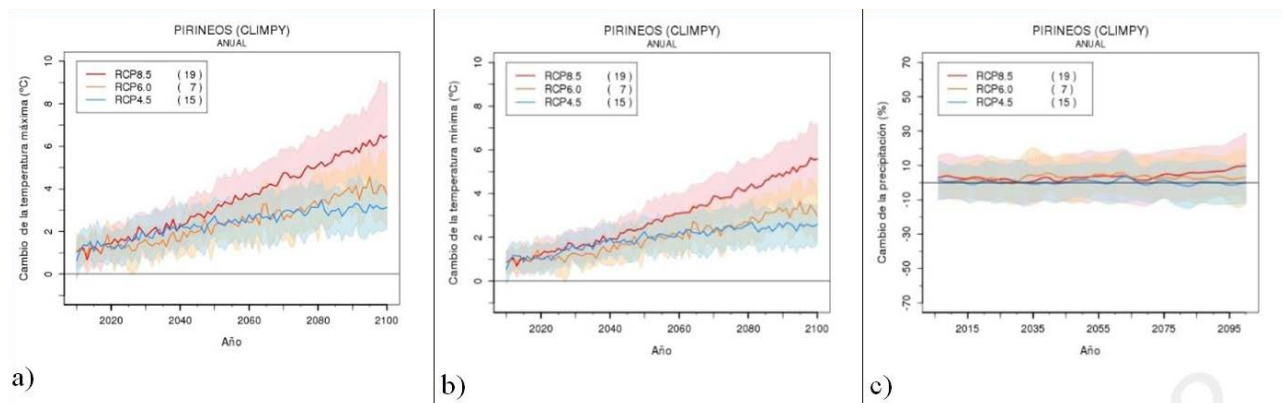 PIRINEOS (CLIMPY)
ANUAL
Cambio de la temperatura máxima (ºC)
10
8
6
4
2
0
RCP8.5 ( 19 )
RCP6.0 ( 7 )
RCP4.5 ( 15 )
2020 2040 2060 2080 2100
Año
a)
PIRINEOS (CLIMPY)
ANUAL
Cambio de la temperatura mínima (ºC)
10
8
6
4
2
0
RCP8.5 ( 19 )
RCP6.0 ( 7 )
RCP4.5 ( 15 )
2020 2040 2060 2080 2100
Año
b)
PIRINEOS (CLIMPY)
ANUAL
Cambio de la precipitación (%)
70
50
30
10
-10
-30
-50
-70
RCP8.5 ( 19 )
RCP6.0 ( 7 )
RCP4.5 ( 15 )
2015 2035 2055 2075 2095
Año
c)